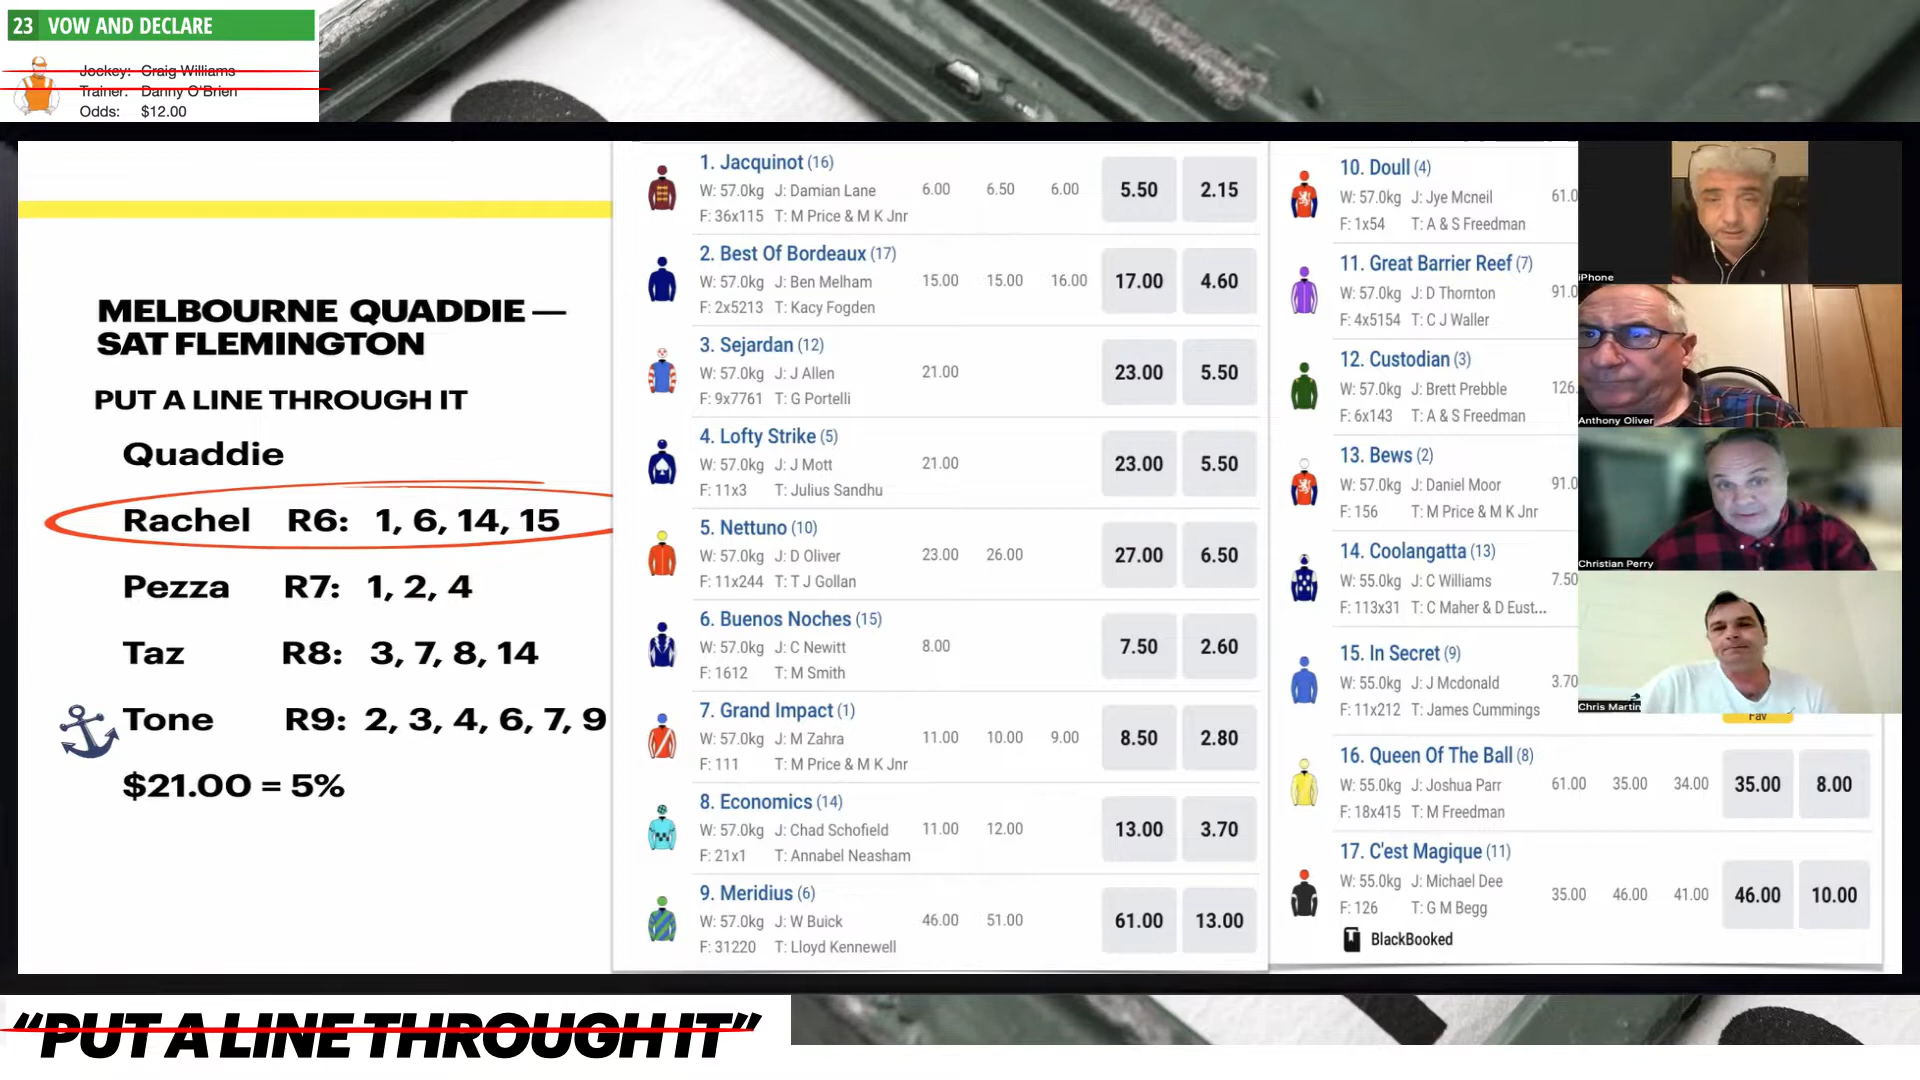 23 VOW AND DECLARE
Jockey: Craig Williams
Trainer: Danny O'Brien
Odds: $12.00
MELBOURNE QUADDIE —
SAT FLEMINGTON
PUT A LINE THROUGH IT
Quaddie
Rachel R6: 1, 6, 14, 15
Pezza R7: 1, 2, 4
Taz R8: 3, 7, 8, 14
Tone R9: 2, 3, 4, 6, 7, 9
$21.00 = 5%
1. Jacquinot (16)
W: 57.0kg J: Damian Lane 6.00 6.50 6.00 5.50 2.15
F: 36x115 T: M Price & M K Jnr
2. Best Of Bordeaux (17)
W: 57.0kg J: Ben Melham 15.00 15.00 16.00 17.00 4.60
F: 2x5213 T: Kacy Fogden
3. Sejardan (12)
W: 57.0kg J: J Allen 21.00 23.00 5.50
F: 9x7761 T: G Portelli
4. Lofty Strike (5)
W: 57.0kg J: J Mott 21.00 23.00 5.50
F: 11x3 T: Julius Sandhu
5. Nettuno (10)
W: 57.0kg J: D Oliver 23.00 26.00 27.00 6.50
F: 11x244 T: T J Gollan
6. Buenos Noches (15)
W: 57.0kg J: C Newitt 8.00 7.50 2.60
F: 1612 T: M Smith
7. Grand Impact (1)
W: 57.0kg J: M Zahra 11.00 10.00 9.00 8.50 2.80
F: 111 T: M Price & M K Jnr
8. Economics (14)
W: 57.0kg J: Chad Schofield 11.00 12.00 13.00 3.70
F: 21x1 T: Annabel Neasham
9. Meridius (6)
W: 57.0kg J: W Buick 46.00 51.00 61.00 13.00
F: 31220 T: Lloyd Kennewell
10. Doull (4)
W: 57.0kg J: Jye Mcneil 61.0
F: 1x54 T: A & S Freedman
11. Great Barrier Reef (7)
W: 57.0kg J: D Thornton 91.0
F: 4x5154 T: C J Waller
12. Custodian (3)
W: 57.0kg J: Brett Prebble 126.
F: 6x143 T: A & S Freedman
13. Bews (2)
W: 57.0kg J: Daniel Moor 91.0
F: 156 T: M Price & M K Jnr
14. Coolangatta (13)
W: 55.0kg J: C Williams 7.50
F: 113x31 T: C Maher & D Eust...
15. In Secret (9)
W: 55.0kg J: J Mcdonald 3.70
F: 11x212 T: James Cummings
Fav
16. Queen Of The Ball (8)
W: 55.0kg J: Joshua Parr 61.00 35.00 34.00 35.00 8.00
F: 18x415 T: M Freedman
17. C'est Magique (11)
W: 55.0kg J: Michael Dee 35.00 46.00 41.00 46.00 10.00
F: 126 T: G M Begg
BlackBooked
iPhone
Anthony Oliver
Christian Perry
Chris Martin
"PUT A LINE THROUGH IT"